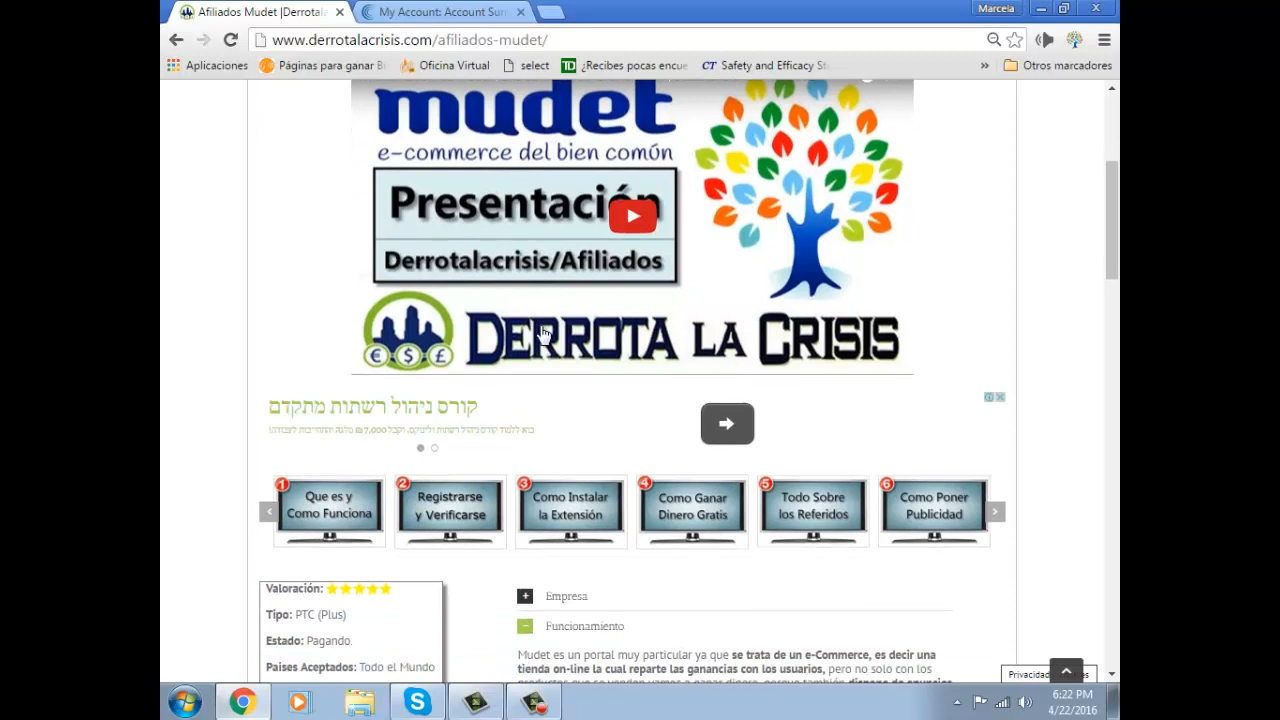 Afiliados Mudet |Derrotal
My Account: Account Sum
Marcela
www.derrotalacrisis.com/afiliados-mudet/
Aplicaciones
Páginas para ganar Bi
Oficina Virtual
select
TD
¿Recibes pocas encue
CT
Safety and Efficacy St
»
Otros marcadores
mudet
e-commerce del bien común
Presentación
Derrotalacrisis/Afiliados
€ $ £
DERROTA LA CRISIS
קורס ניהול רשתות מתקדם
1
Que es y
Como Funciona
2
Registrarse
y Verificarse
3
Como Instalar
la Extensión
4
Como Ganar
Dinero Gratis
5
Todo Sobre
los Referidos
6
Como Poner
Publicidad
Valoración:
Tipo: PTC (Plus)
Estado: Pagando.
Países Aceptados: Todo el Mundo
Empresa
Funcionamiento
Mudet es un portal muy particular ya que se trata de un e-Commerce, es decir una
tienda on-line la cual reparte las ganancias con los usuarios, pero no solo con los
Privacidad
6:22 PM
4/22/2016